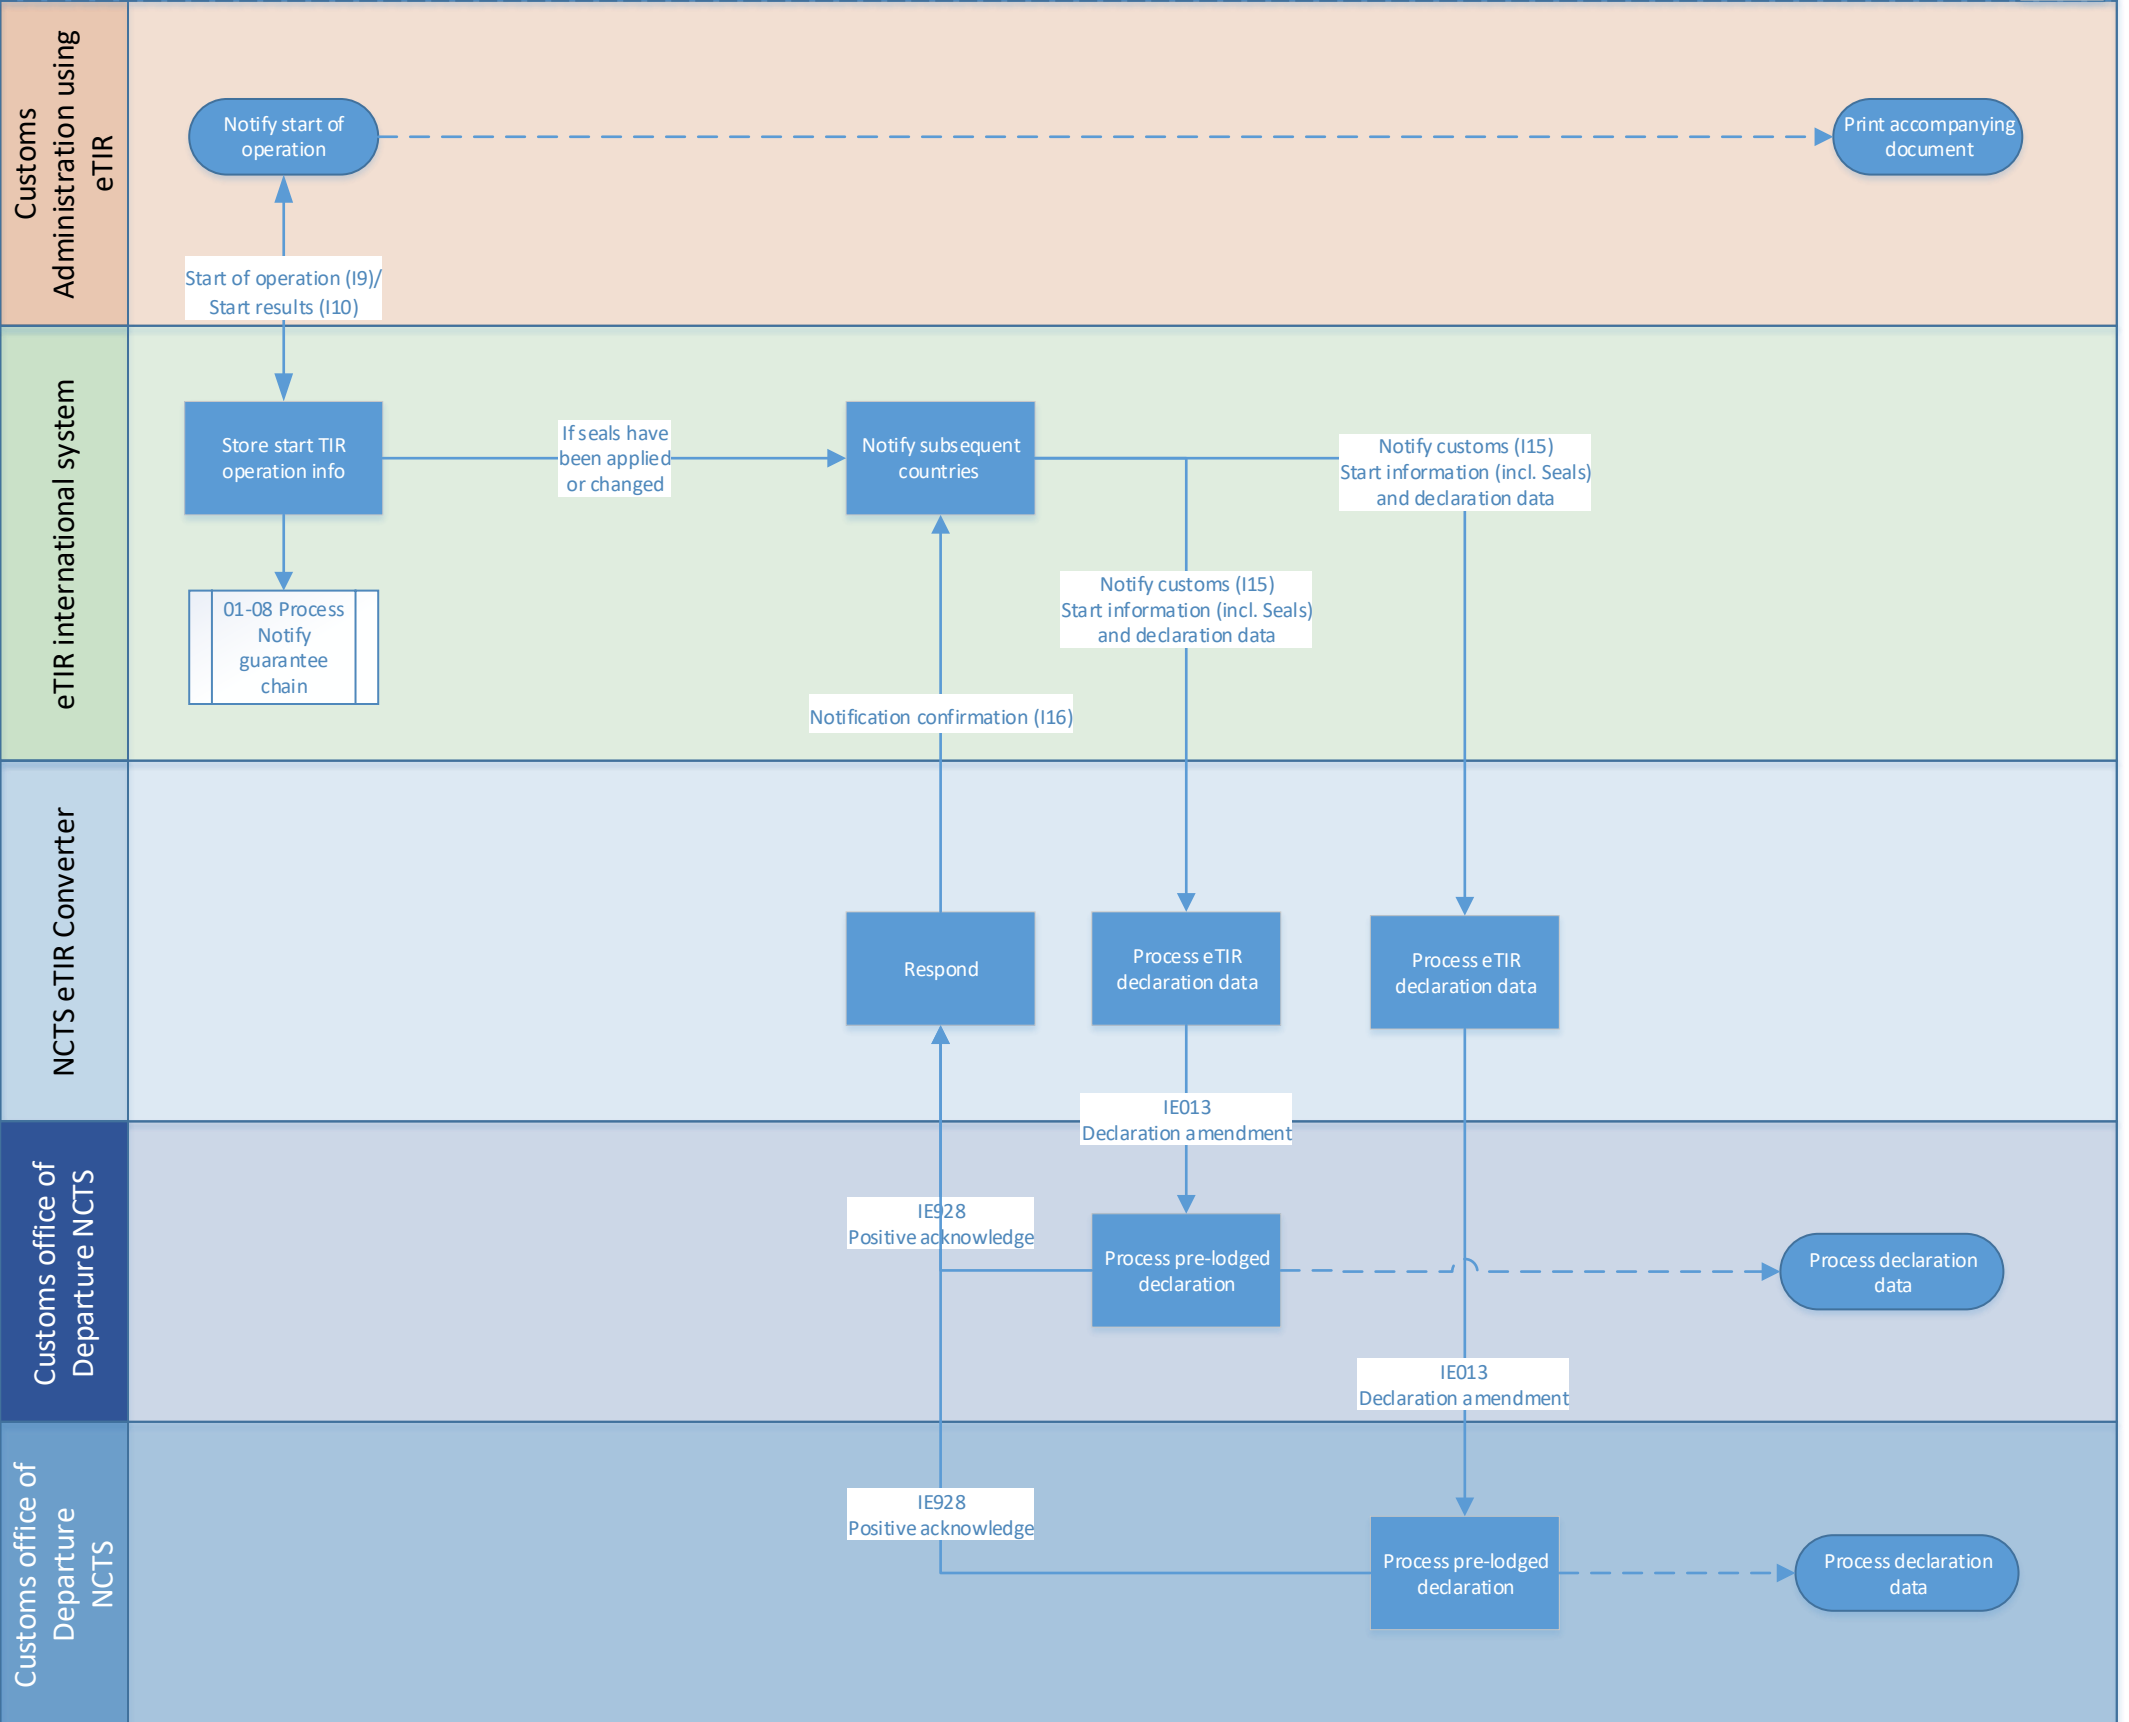 Customs
Administration using
eTIR
Notify start of
operation
Print accompanying
document
Start of operation (I9)/
Start results (I10)
eTIR international system
Store start TIR
operation info
If seals have
been applied
or changed
Notify subsequent
countries
Notify customs (I15)
Start information (incl. Seals)
and declaration data
Notify customs (I15)
Start information (incl. Seals)
and declaration data
01-08 Process
Notify
guarantee
chain
Notification confirmation (I16)
NCTS eTIR Converter
Respond
Process eTIR
declaration data
Process eTIR
declaration data
IE013
Declaration amendment
Customs office of
Departure NCTS
IE928
Positive acknowledge
Process pre-lodged
declaration
Process declaration
data
IE013
Declaration amendment
Customs office of
Departure
NCTS
IE928
Positive acknowledge
Process pre-lodged
declaration
Process declaration
data